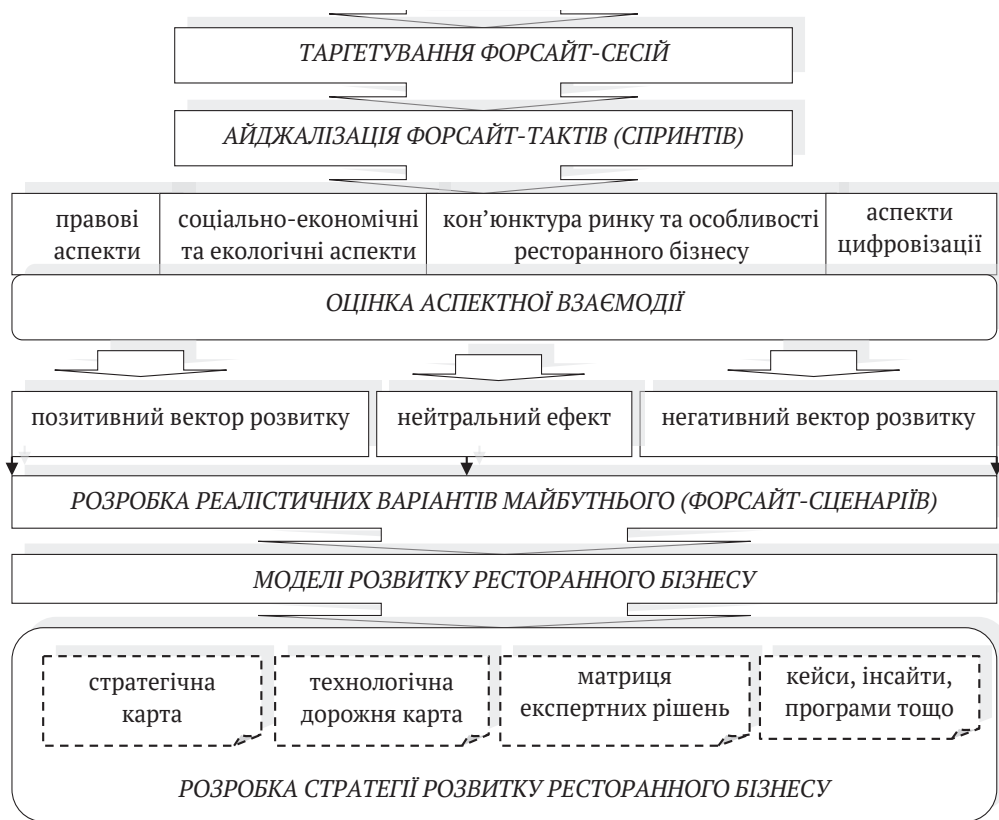 ТАРГЕТУВАННЯ ФОРСАЙТ-СЕСІЙ
АЙДЖАЛІЗАЦІЯ ФОРСАЙТ-ТАКТІВ (СПРИНТІВ)
правові
аспекти
соціально-економічні
та екологічні аспекти
кон’юнктура ринку та особливості
ресторанного бізнесу
аспекти
цифровізації
ОЦІНКА АСПЕКТНОЇ ВЗАЄМОДІЇ
позитивний вектор розвитку
нейтральний ефект
негативний вектор розвитку
РОЗРОБКА РЕАЛІСТИЧНИХ ВАРІАНТІВ МАЙБУТНЬОГО (ФОРСАЙТ-СЦЕНАРІЇВ)
МОДЕЛІ РОЗВИТКУ РЕСТОРАННОГО БІЗНЕСУ
стратегічна
карта
технологічна
дорожня карта
матриця
експертних рішень
кейси, інсайти,
програми тощо
РОЗРОБКА СТРАТЕГІЇ РОЗВИТКУ РЕСТОРАННОГО БІЗНЕСУ